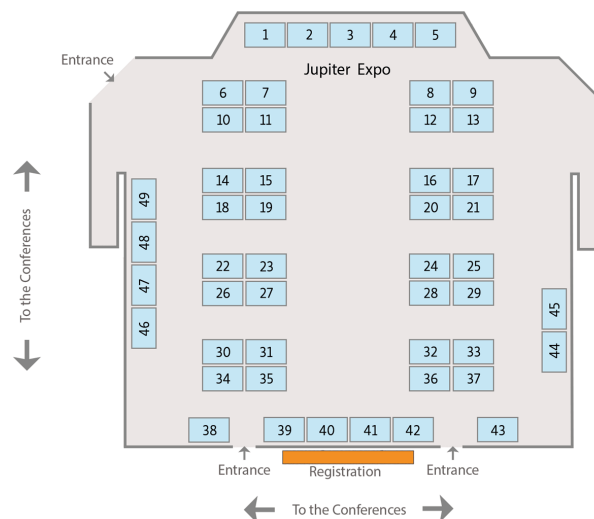 1 2 3 4 5
Entrance
Jupiter Expo
6 7 8 9
10 11 12 13
14 15 16 17
49
18 19 20 21
48
To the Conferences
22 23 24 25
47
26 27 28 29
45
46
30 31 32 33
44
34 35 36 37
38 39 40 41 42 43
Entrance Registration Entrance
To the Conferences